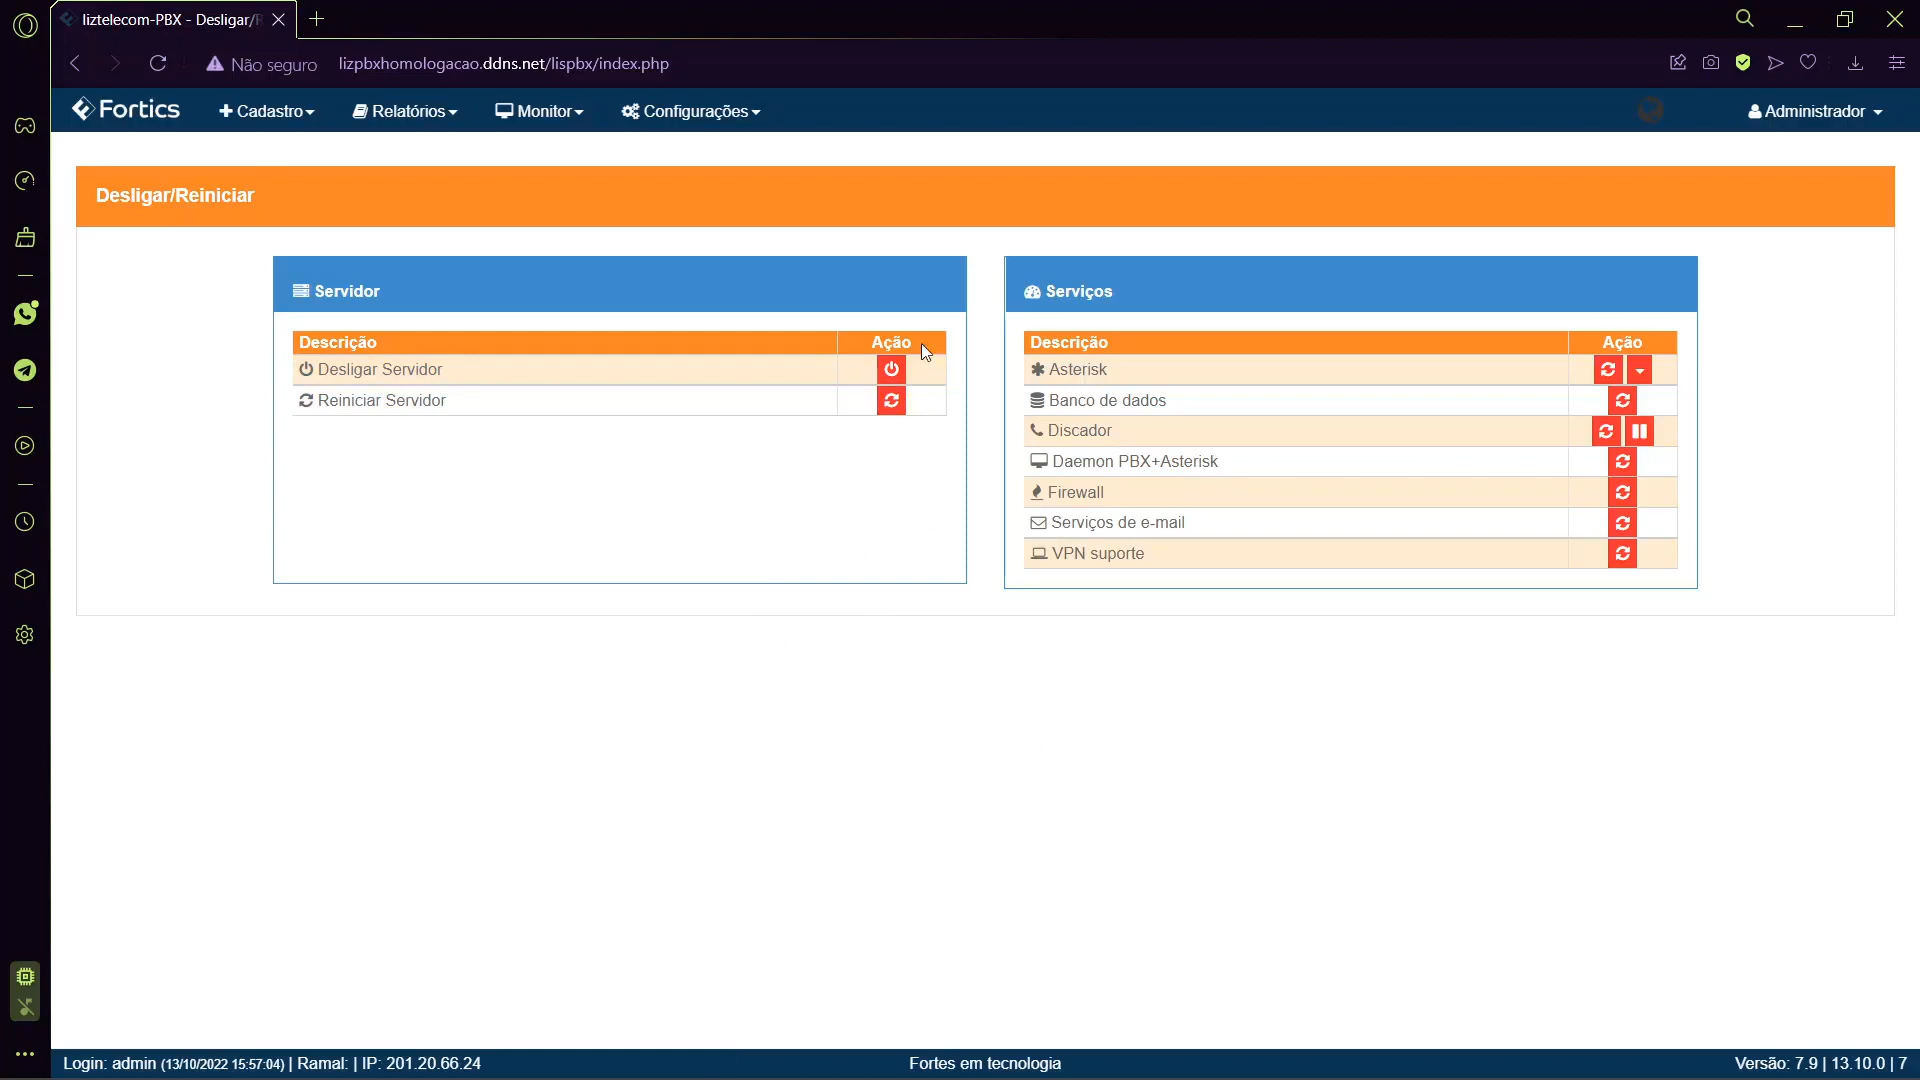 liztelecom-PBX - Desligar/R
Não seguro lizpbxhomologacao.ddns.net/lispbx/index.php
Fortics Cadastro Relatórios Monitor Configurações Administrador
Desligar/Reiniciar
Servidor
Descrição Ação
Desligar Servidor
Reiniciar Servidor
Serviços
Descrição Ação
Asterisk
Banco de dados
Discador
Daemon PBX+Asterisk
Firewall
Serviços de e-mail
VPN suporte
Login: admin (13/10/2022 15:57:04) | Ramal: | IP: 201.20.66.24 Fortes em tecnologia Versão: 7.9 | 13.10.0 | 7